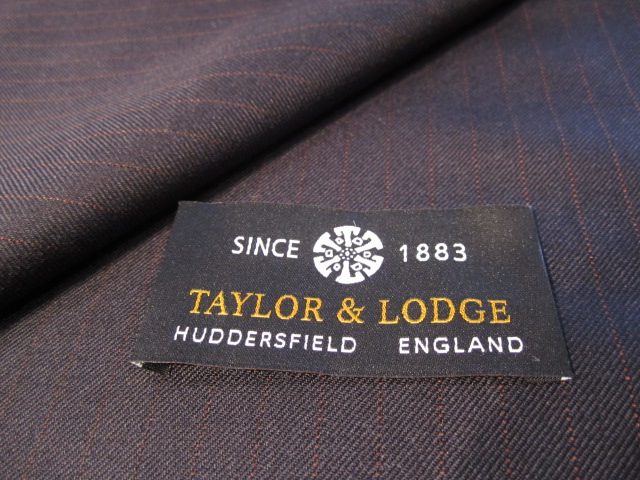 SINCE 1883
TAYLOR & LODGE
HUDDERSFIELD ENGLAND